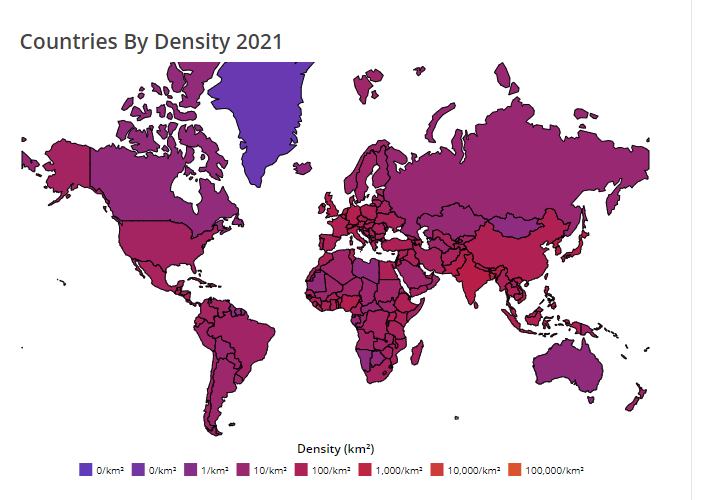 Countries By Density 2021
Density (km²)
0/km² 0/km² 1/km² 10/km² 100/km² 1,000/km² 10,000/km² 100,000/km²